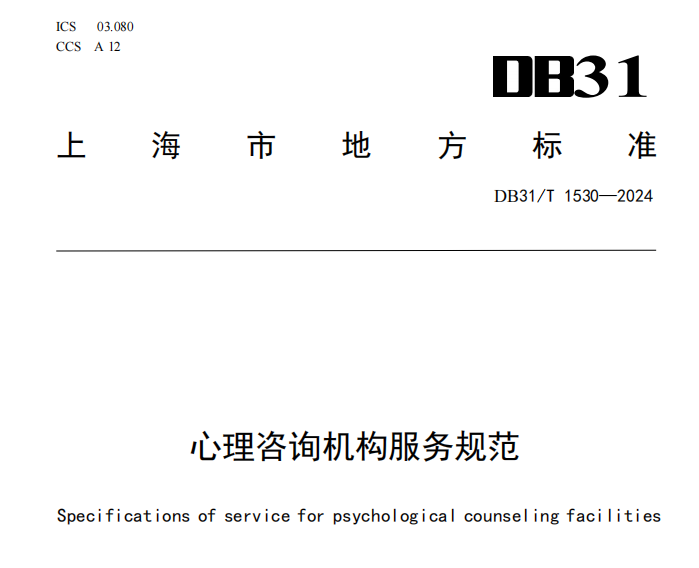 ICS 03.080
CCS A 12
DB31
上海市地方标准
DB31/T 1530—2024
心理咨询机构服务规范
Specifications of service for psychological counseling facilities